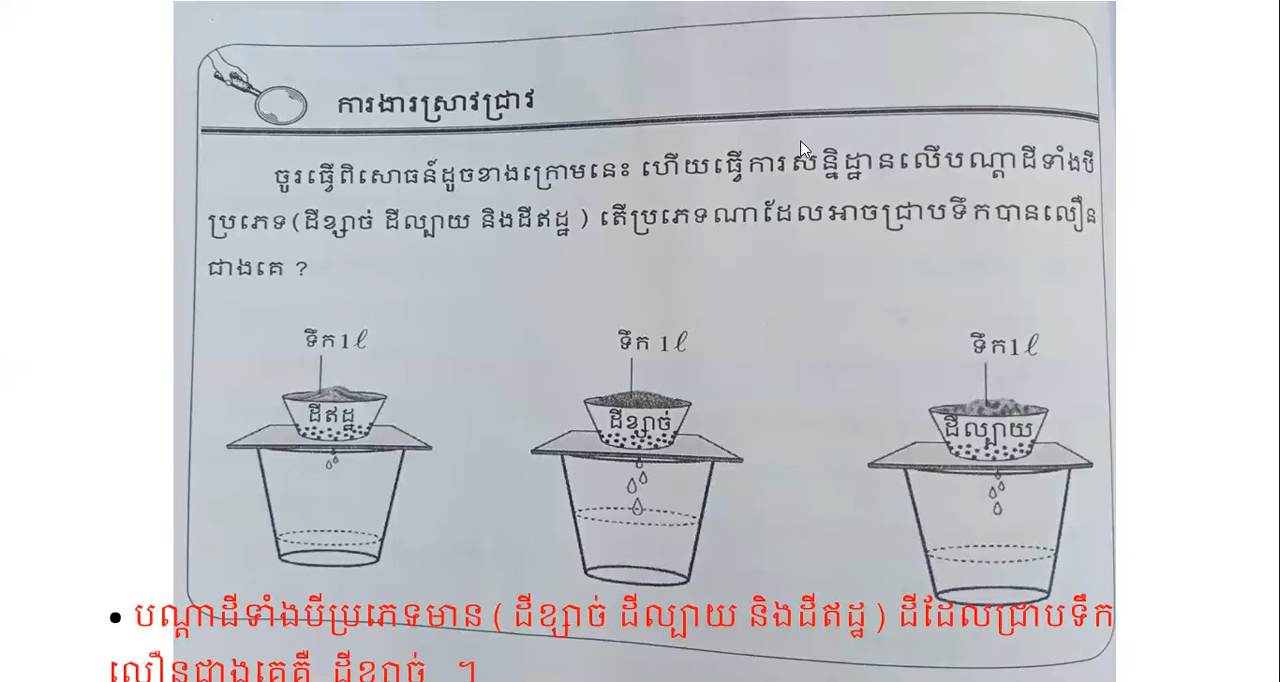 ការងារស្រាវជ្រាវ
ចូរធ្វើពិសោធន៍ដូចខាងក្រោមនេះ ហើយធ្វើការសន្និដ្ឋានលើបណ្តាដីទាំងបី
ប្រភេទ(ដីខ្សាច់ ដីល្បាយ និងដីឥដ្ឋ ) តើប្រភេទណាដែលអាចជ្រាបទឹកបានលឿន
ជាងគេ ?
ទឹក1ℓ
ទឹក 1ℓ
ទឹក1ℓ
ដីឥដ្ឋ
ដីខ្សាច់
ដីល្បាយ
• បណ្តាដីទាំងបីប្រភេទមាន ( ដីខ្សាច់ ដីល្បាយ និងដីឥដ្ឋ ) ដីដែលជ្រាបទឹក
លឿនជាងគេគឺ ដីខ្សាច់ ។